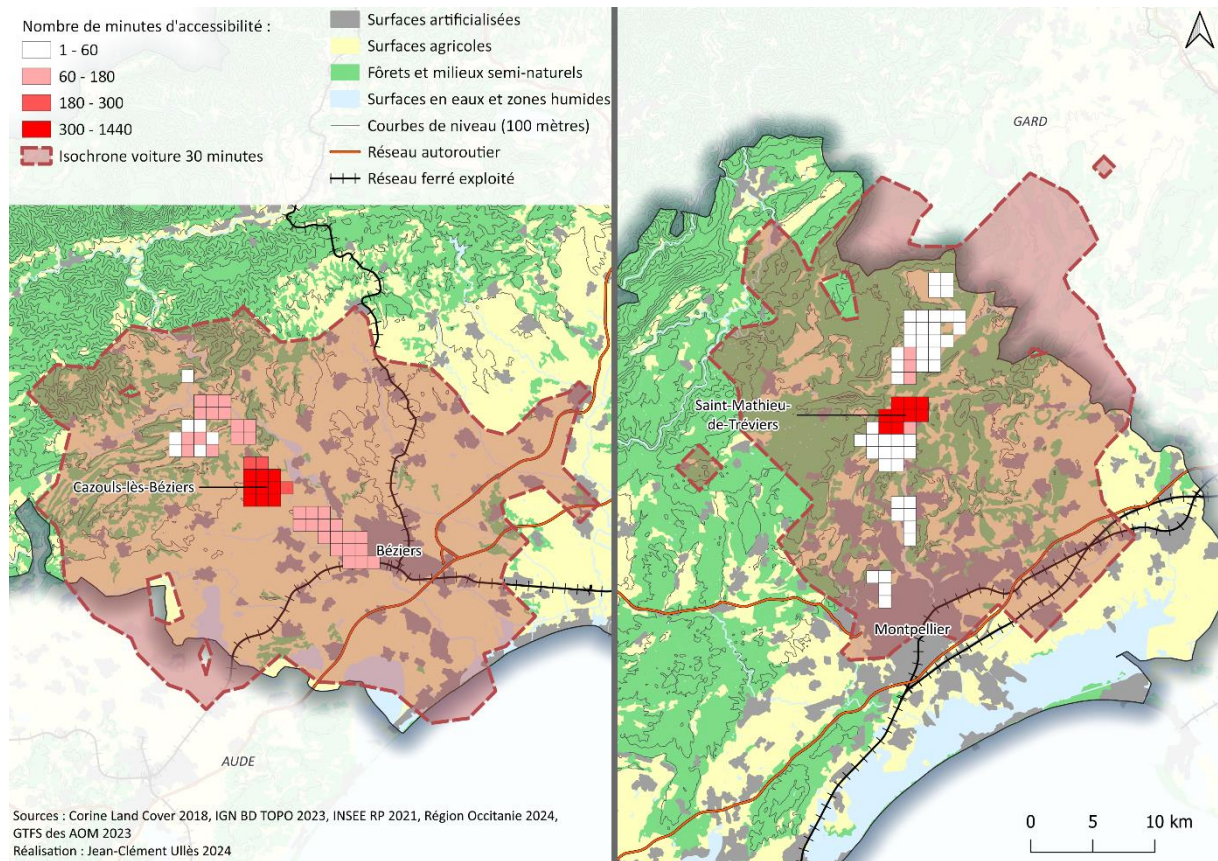 Nombre de minutes d'accessibilité :
1 - 60
60 - 180
180 - 300
300 - 1440
Isochrone voiture 30 minutes
Surfaces artificialisées
Surfaces agricoles
Fôrets et milieux semi-naturels
Surfaces en eaux et zones humides
Courbes de niveau (100 mètres)
Réseau autoroutier
Réseau ferré exploité
GARD
Saint-Mathieu-
de-Tréviers
Cazouls-lès-Béziers
Béziers
Montpellier
AUDE
Sources : Corine Land Cover 2018, IGN BD TOPO 2023, INSEE RP 2021, Région Occitanie 2024,
GTFS des AOM 2023
Réalisation : Jean-Clément Ullès 2024
0 5 10 km